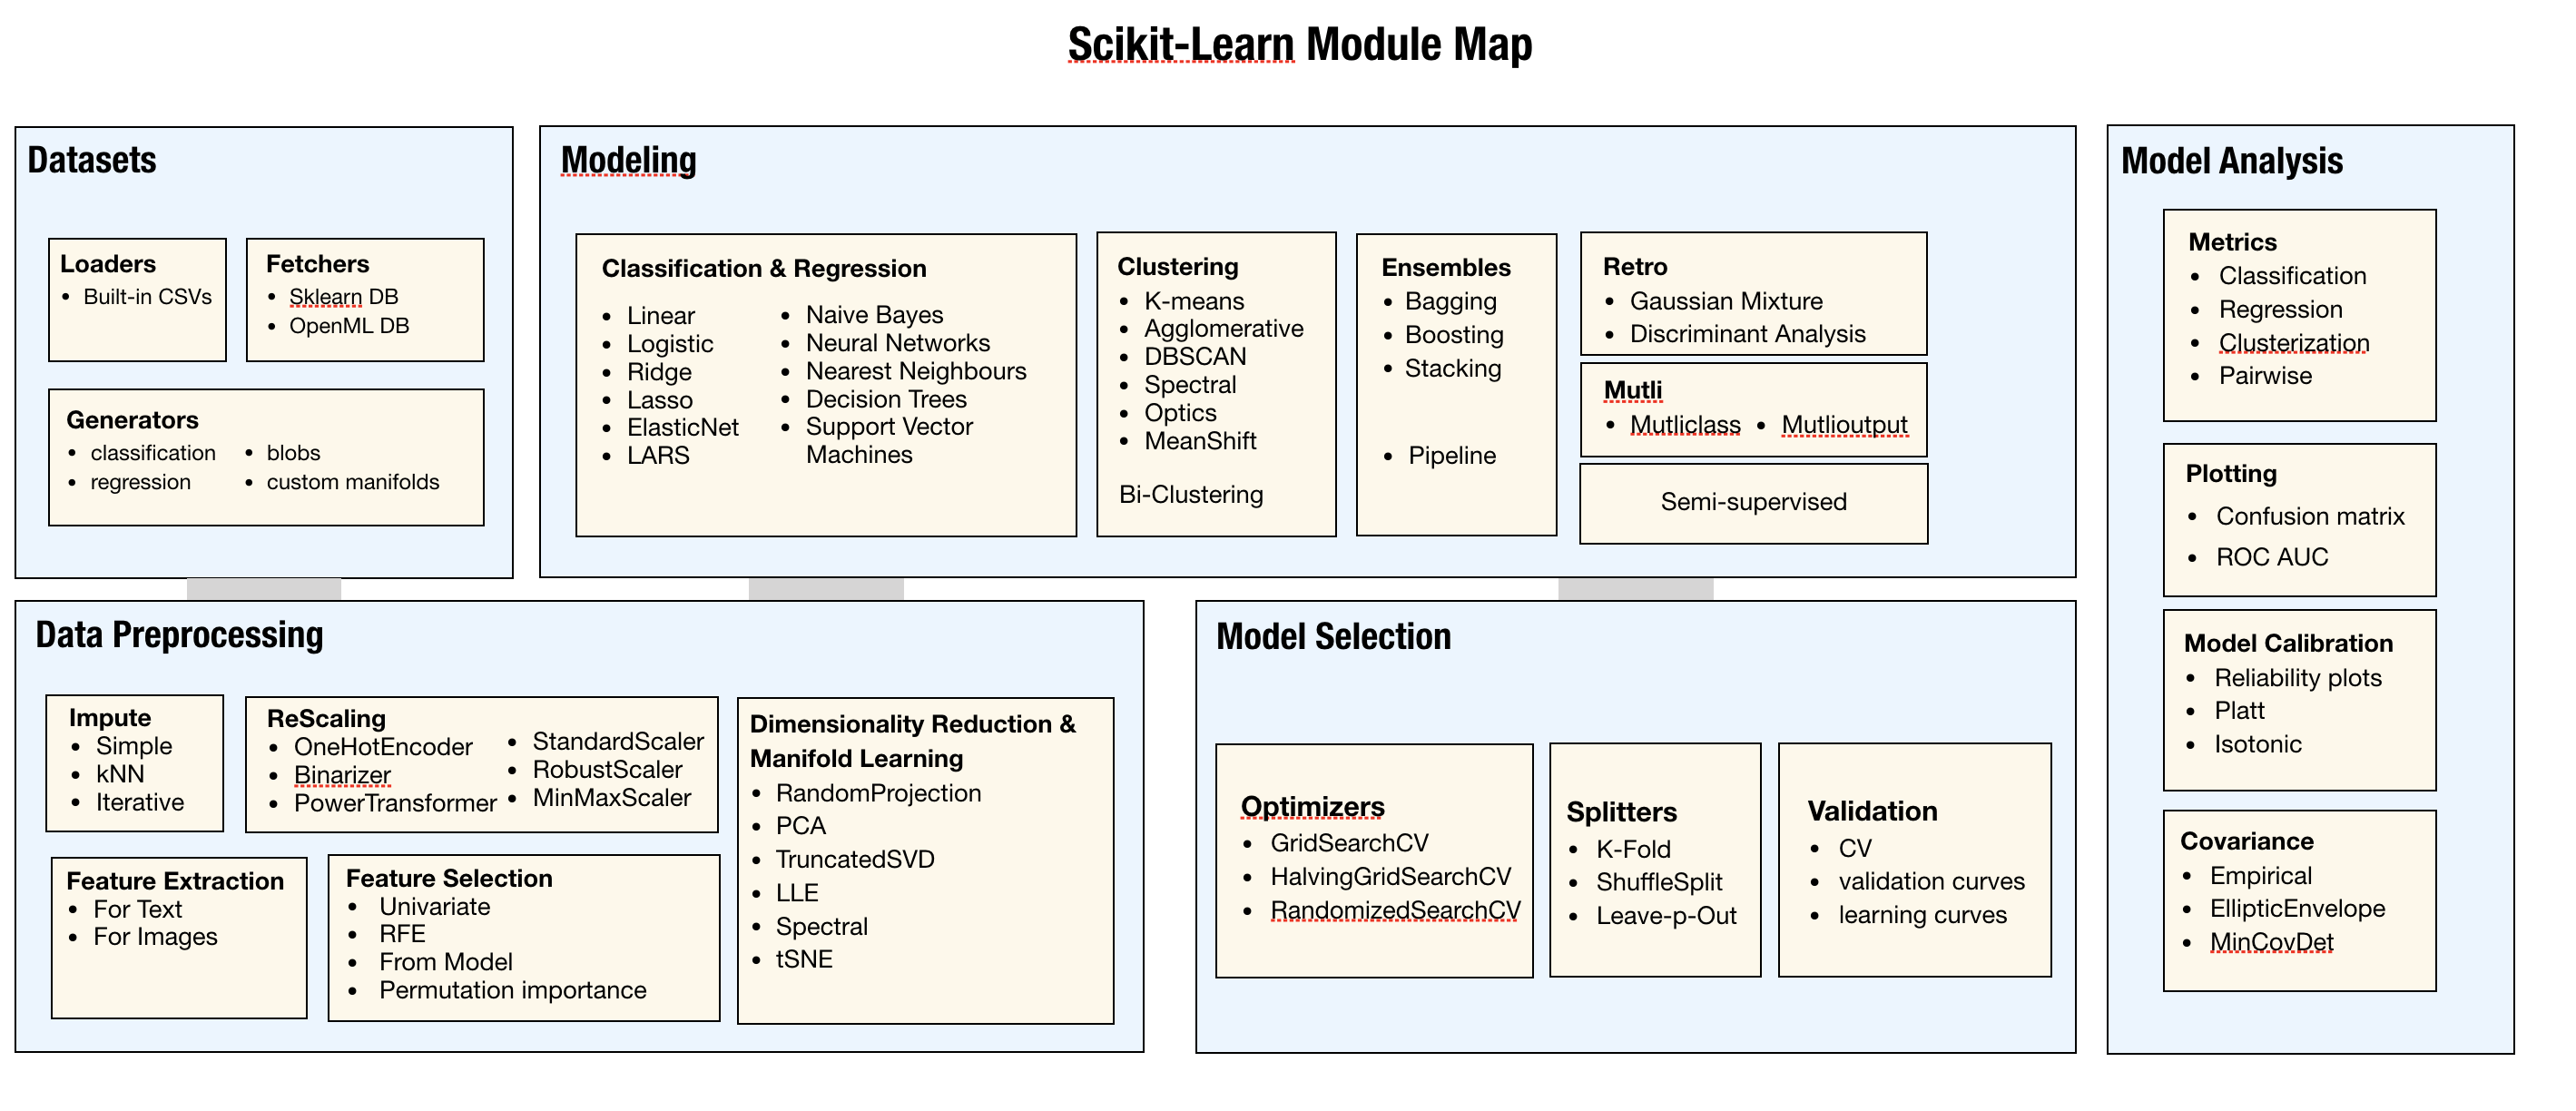 Scikit-Learn Module Map
Datasets
Loaders
• Built-in CSVs
Fetchers
• Sklearn DB
• OpenML DB
Generators
• classification
• regression
• blobs
• custom manifolds
Modeling
Classification & Regression
• Linear
• Logistic
• Ridge
• Lasso
• ElasticNet
• LARS
• Naive Bayes
• Neural Networks
• Nearest Neighbours
• Decision Trees
• Support Vector
Machines
Clustering
• K-means
• Agglomerative
• DBSCAN
• Spectral
• Optics
• MeanShift
Bi-Clustering
Ensembles
• Bagging
• Boosting
• Stacking
• Pipeline
Retro
• Gaussian Mixture
• Discriminant Analysis
Mutli
• Mutliclass • Mutlioutput
Semi-supervised
Model Analysis
Metrics
• Classification
• Regression
• Clusterization
• Pairwise
Plotting
• Confusion matrix
• ROC AUC
Model Calibration
• Reliability plots
• Platt
• Isotonic
Covariance
• Empirical
• EllipticEnvelope
• MinCovDet
Data Preprocessing
Impute
• Simple
• kNN
• Iterative
ReScaling
• OneHotEncoder
• Binarizer
• PowerTransformer
• StandardScaler
• RobustScaler
• MinMaxScaler
Feature Extraction
• For Text
• For Images
Feature Selection
• Univariate
• RFE
• From Model
• Permutation importance
Dimensionality Reduction &
Manifold Learning
• RandomProjection
• PCA
• TruncatedSVD
• LLE
• Spectral
• tSNE
Model Selection
Optimizers
• GridSearchCV
• HalvingGridSearchCV
• RandomizedSearchCV
Splitters
• K-Fold
• ShuffleSplit
• Leave-p-Out
Validation
• CV
• validation curves
• learning curves